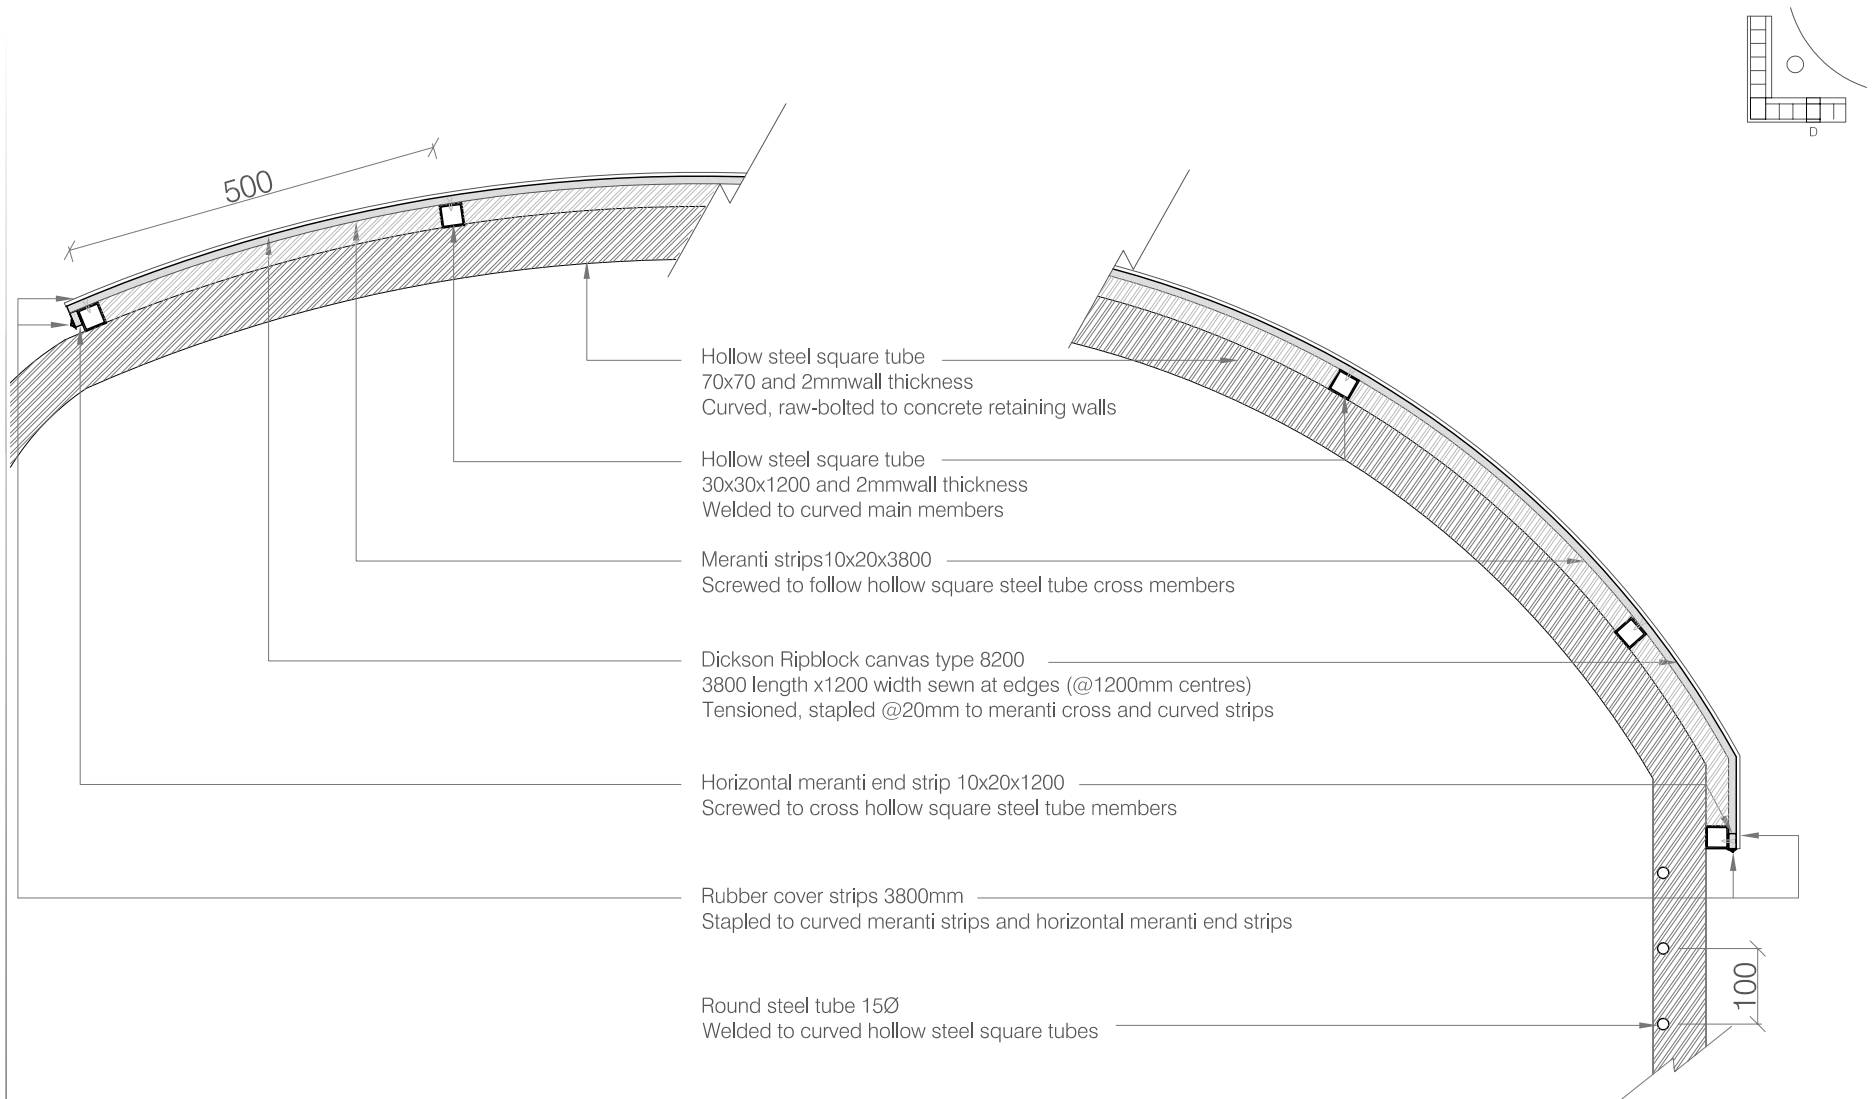 D
500
Hollow steel square tube
70x70 and 2mmwall thickness
Curved, raw-bolted to concrete retaining walls
Hollow steel square tube
30x30x1200 and 2mmwall thickness
Welded to curved main members
Meranti strips10x20x3800
Screwed to follow hollow square steel tube cross members
Dickson Ripblock canvas type 8200
3800 length x1200 width sewn at edges (@1200mm centres)
Tensioned, stapled @20mm to meranti cross and curved strips
Horizontal meranti end strip 10x20x1200
Screwed to cross hollow square steel tube members
Rubber cover strips 3800mm
Stapled to curved meranti strips and horizontal meranti end strips
100
Round steel tube 15Ø
Welded to curved hollow steel square tubes